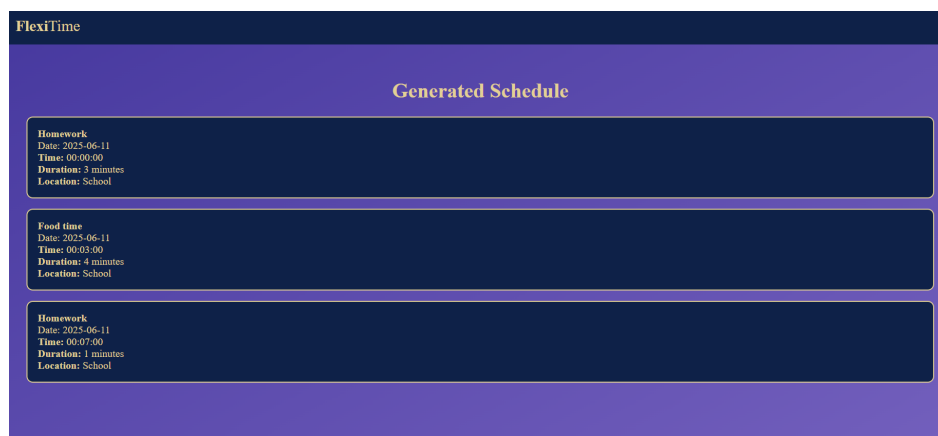 FlexiTime
Generated Schedule
Homework
Date: 2025-06-11
Time: 00:00:00
Duration: 3 minutes
Location: School
Food time
Date: 2025-06-11
Time: 00:03:00
Duration: 4 minutes
Location: School
Homework
Date: 2025-06-11
Time: 00:07:00
Duration: 1 minutes
Location: School